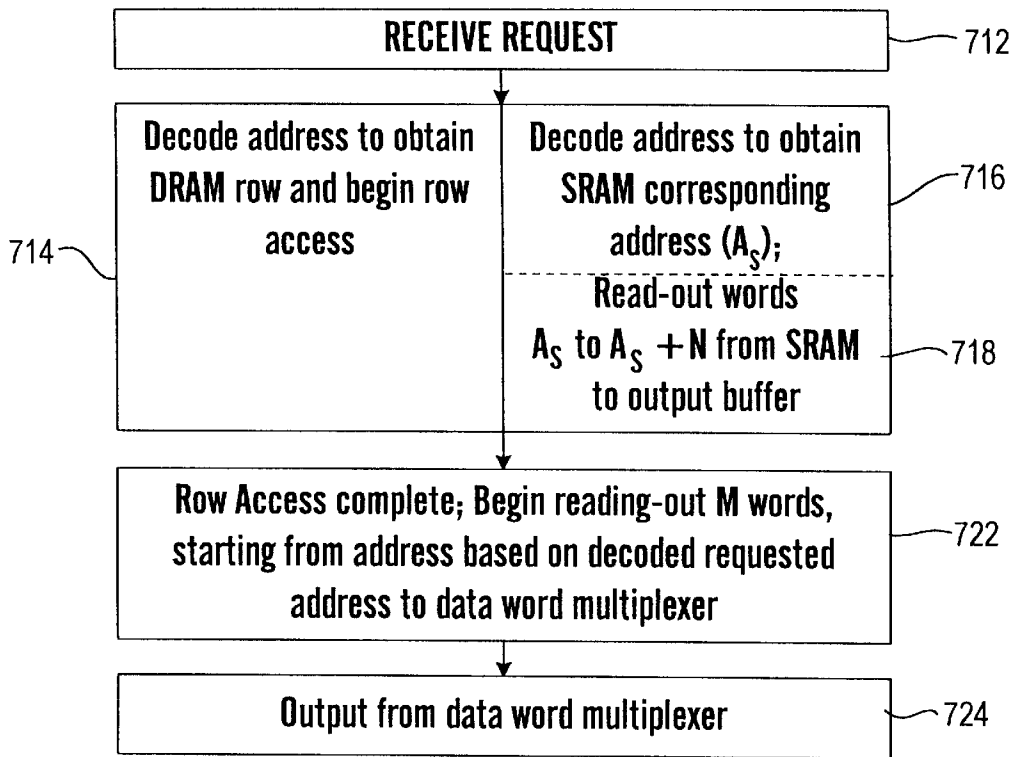 RECEIVE REQUEST
712
Decode address to obtain
DRAM row and begin row
access
714
Decode address to obtain
SRAM corresponding
address (A_S);
716
Read-out words
A_S to A_S +N from SRAM
to output buffer
718
Row Access complete; Begin reading-out M words,
starting from address based on decoded requested
address to data word multiplexer
722
Output from data word multiplexer
724